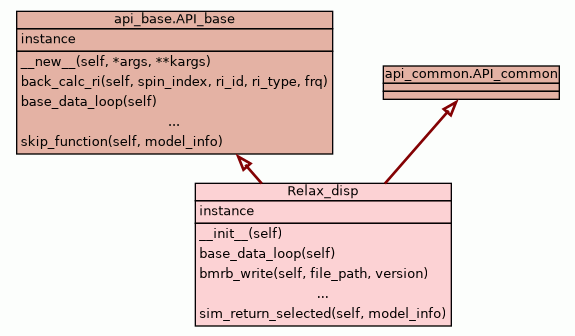 api_base.API_base
instance
__new__(self, *args, **kargs)
back_calc_ri(self, spin_index, ri_id, ri_type, frq)
base_data_loop(self)
...
skip_function(self, model_info)
api_common.API_common
Relax_disp
instance
__init__(self)
base_data_loop(self)
bmrb_write(self, file_path, version)
...
sim_return_selected(self, model_info)